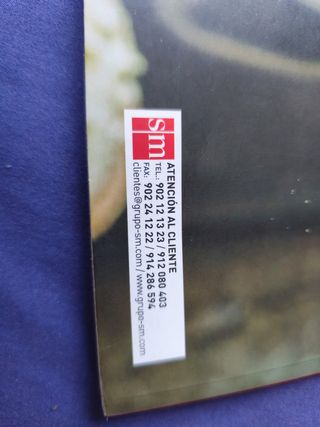 sm
ATENCIÓN AL CLIENTE
TEL.: 902 12 13 23 / 912 080 403
FAX: 902 24 12 22 / 914 286 594
clientes@grupo-sm.com / www.grupo-sm.com